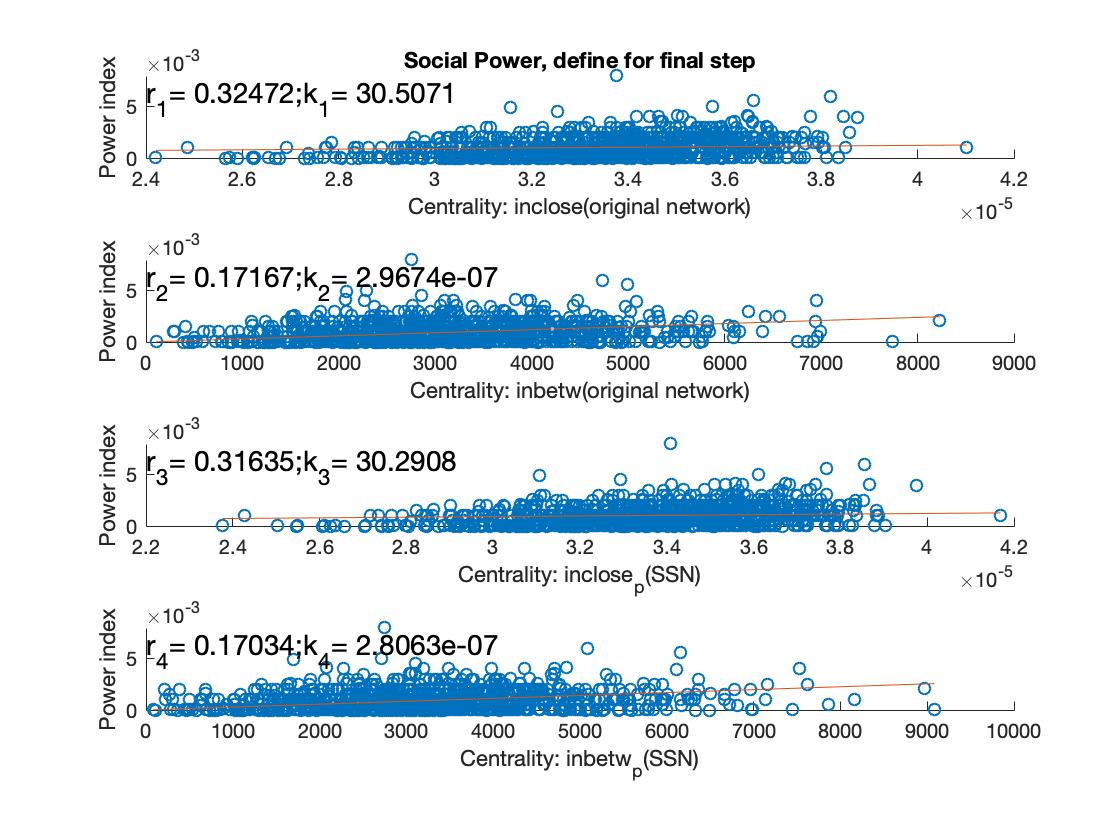 Social Power, define for final step
×10-3
Power index
5
0
r1= 0.32472;k1= 30.5071
2.4 2.6 2.8 3 3.2 3.4 3.6 3.8 4 4.2
Centrality: inclose(original network)
×10-5
×10-3
Power index
5
0
r2= 0.17167;k2= 2.9674e-07
0 1000 2000 3000 4000 5000 6000 7000 8000 9000
Centrality: inbetw(original network)
×10-3
Power index
5
0
r3= 0.31635;k3= 30.2908
2.2 2.4 2.6 2.8 3 3.2 3.4 3.6 3.8 4 4.2
Centrality: inclosep(SSN)
×10-5
×10-3
Power index
5
0
r4= 0.17034;k4= 2.8063e-07
0 1000 2000 3000 4000 5000 6000 7000 8000 9000 10000
Centrality: inbetwp(SSN)